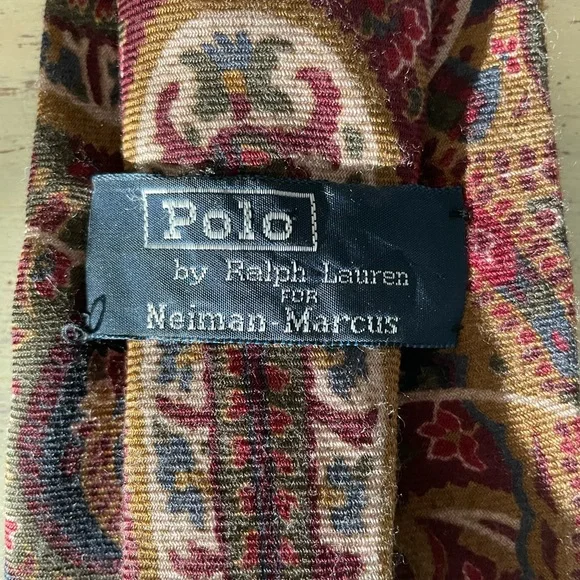 Polo
by Ralph Lauren
FOR
Neiman-Marcus